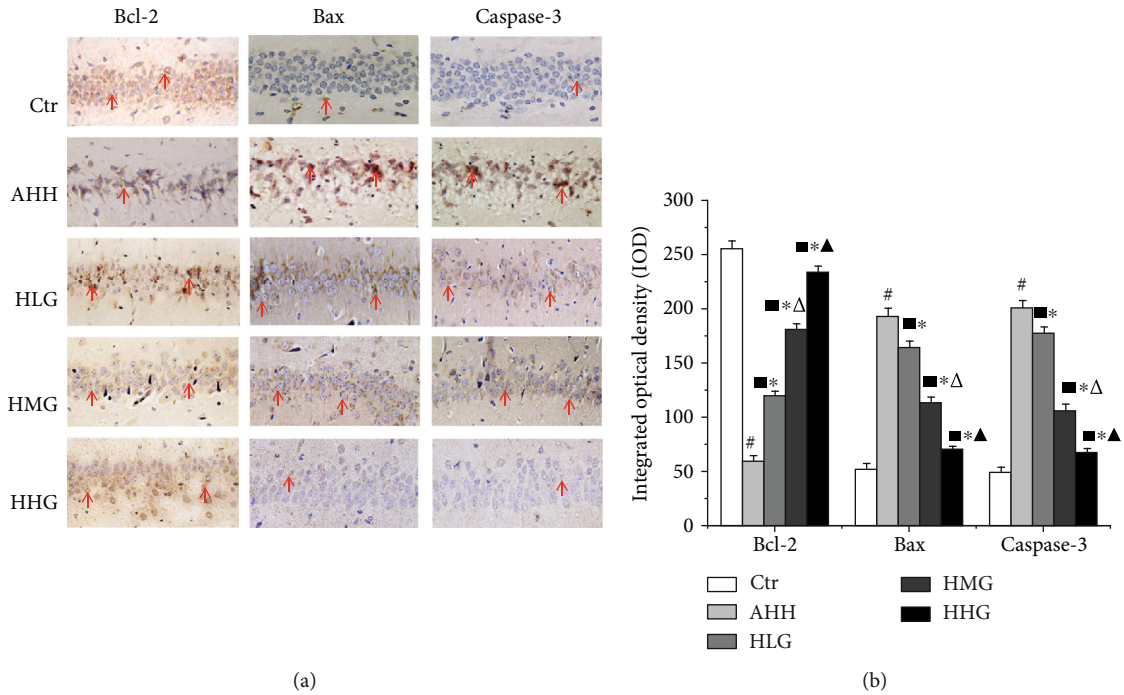 Bcl-2 Bax Caspase-3
Ctr
AHH
HLG
HMG
HHG
(a)
Integrated optical density (IOD)
300
250
200
150
100
50
0
#
■*
■*Δ
■*▲
#
■*
■*Δ
■*▲
#
■*
■*Δ
■*▲
Bcl-2 Bax Caspase-3
Ctr
AHH
HLG
HMG
HHG
(b)